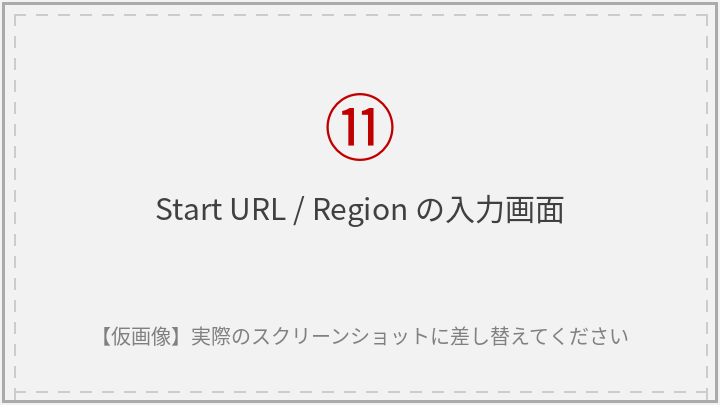 ⑪
Start URL / Region の入力画面
【仮画像】実際のスクリーンショットに差し替えてください